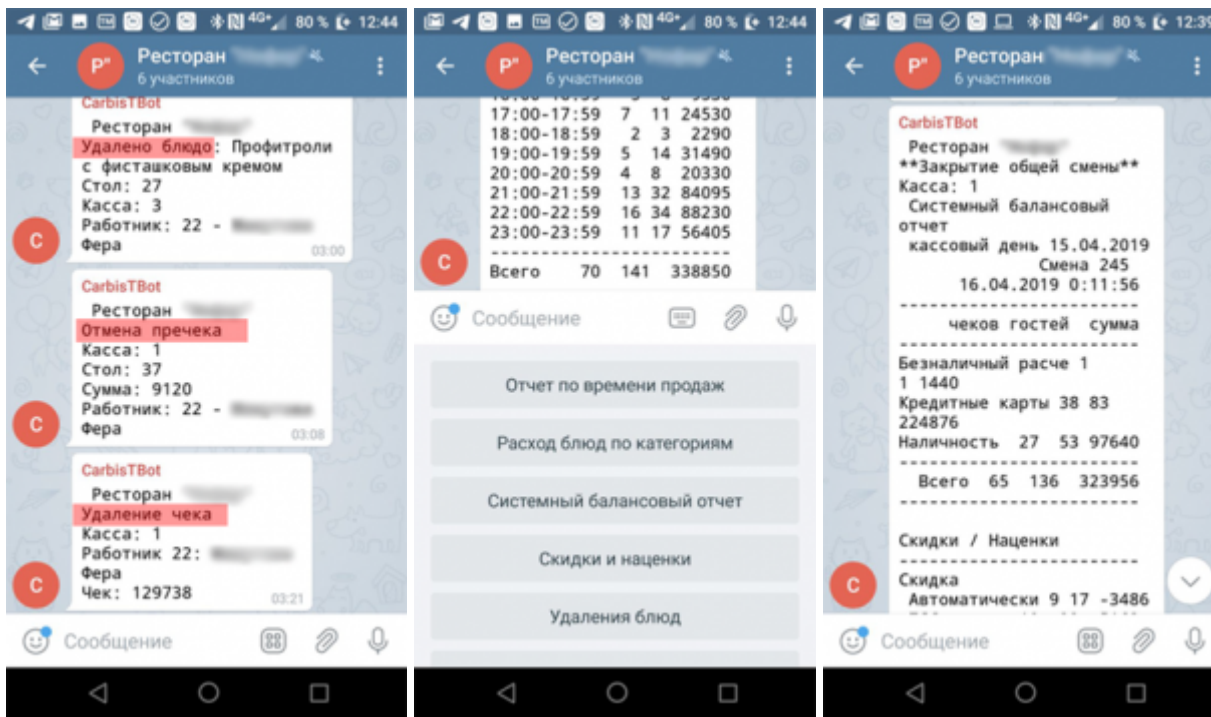 80 % 12:44
Ресторан
6 участников
CarbisTBot
Ресторан
Удалено блюдо: Профитроли
с фисташковым кремом
Стол: 27
Касса: 3
Работник: 22 -
Фера
03:00
C
CarbisTBot
Ресторан
Отмена пречека
Касса: 1
Стол: 37
Сумма: 9120
Работник: 22 -
Фера
03:08
C
CarbisTBot
Ресторан
Удаление чека
Касса: 1
Работник 22:
Фера
Чек: 129738
03:21
C
Сообщение
4G+ 80 % 12:44
P"
Ресторан
6 участников
17:00-17:59 7 11 24530
18:00-18:59 2 3 2290
19:00-19:59 5 14 31490
20:00-20:59 4 8 20330
21:00-21:59 13 32 84095
22:00-22:59 16 34 88230
23:00-23:59 11 17 56405
Всего 70 141 338850
C
Сообщение
Отчет по времени продаж
Расход блюд по категориям
Системный балансовый отчет
Скидки и наценки
Удаления блюд
4G+ 80 % 12:39
P"
Ресторан
6 участников
CarbisTBot
Ресторан
**Закрытие общей смены**
Касса: 1
Системный балансовый
отчет
кассовый день 15.04.2019
Смена 245
16.04.2019 0:11:56
чеков гостей сумма
Безналичный расче 1
1 1440
Кредитные карты 38 83
224876
Наличность 27 53 97640
Всего 65 136 323956
Скидки / Наценки
Скидка
Автоматически 9 17 -3486
C
Сообщение